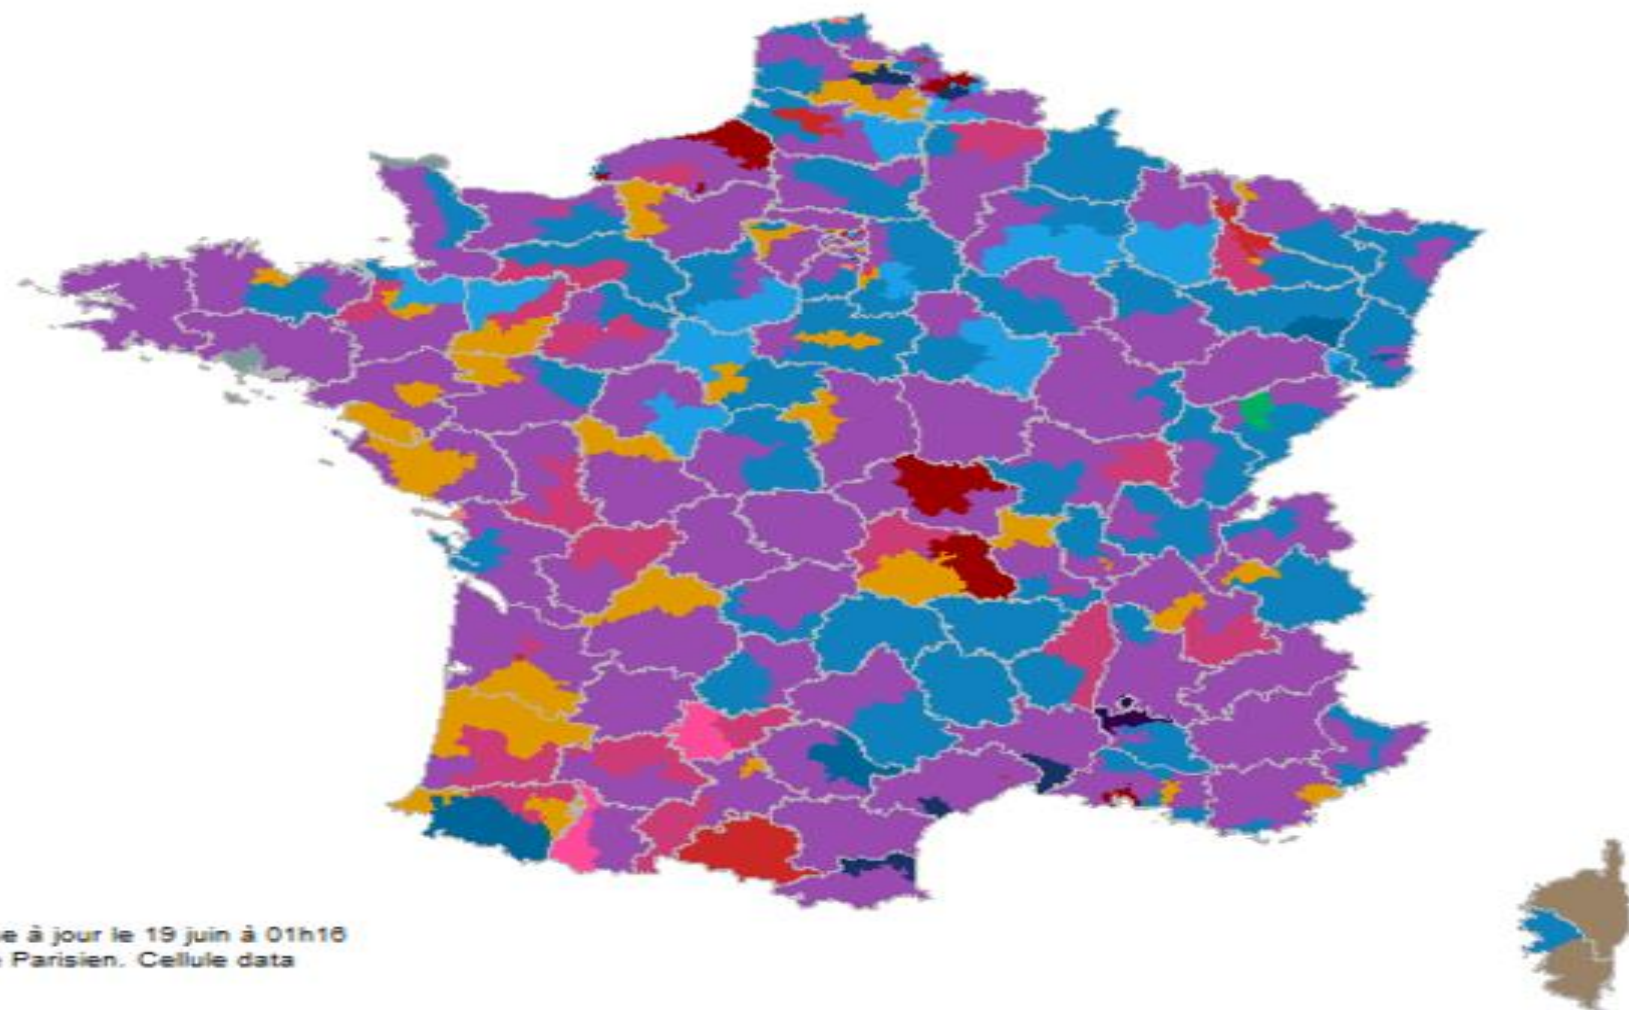 e à jour le 19 juin à 01h16
Parisien. Cellule data